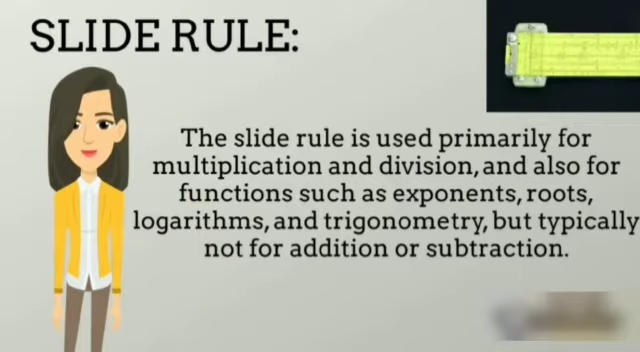 SLIDE RULE:
The slide rule is used primarily for
multiplication and division, and also for
functions such as exponents, roots,
logarithms, and trigonometry, but typically
not for addition or subtraction.